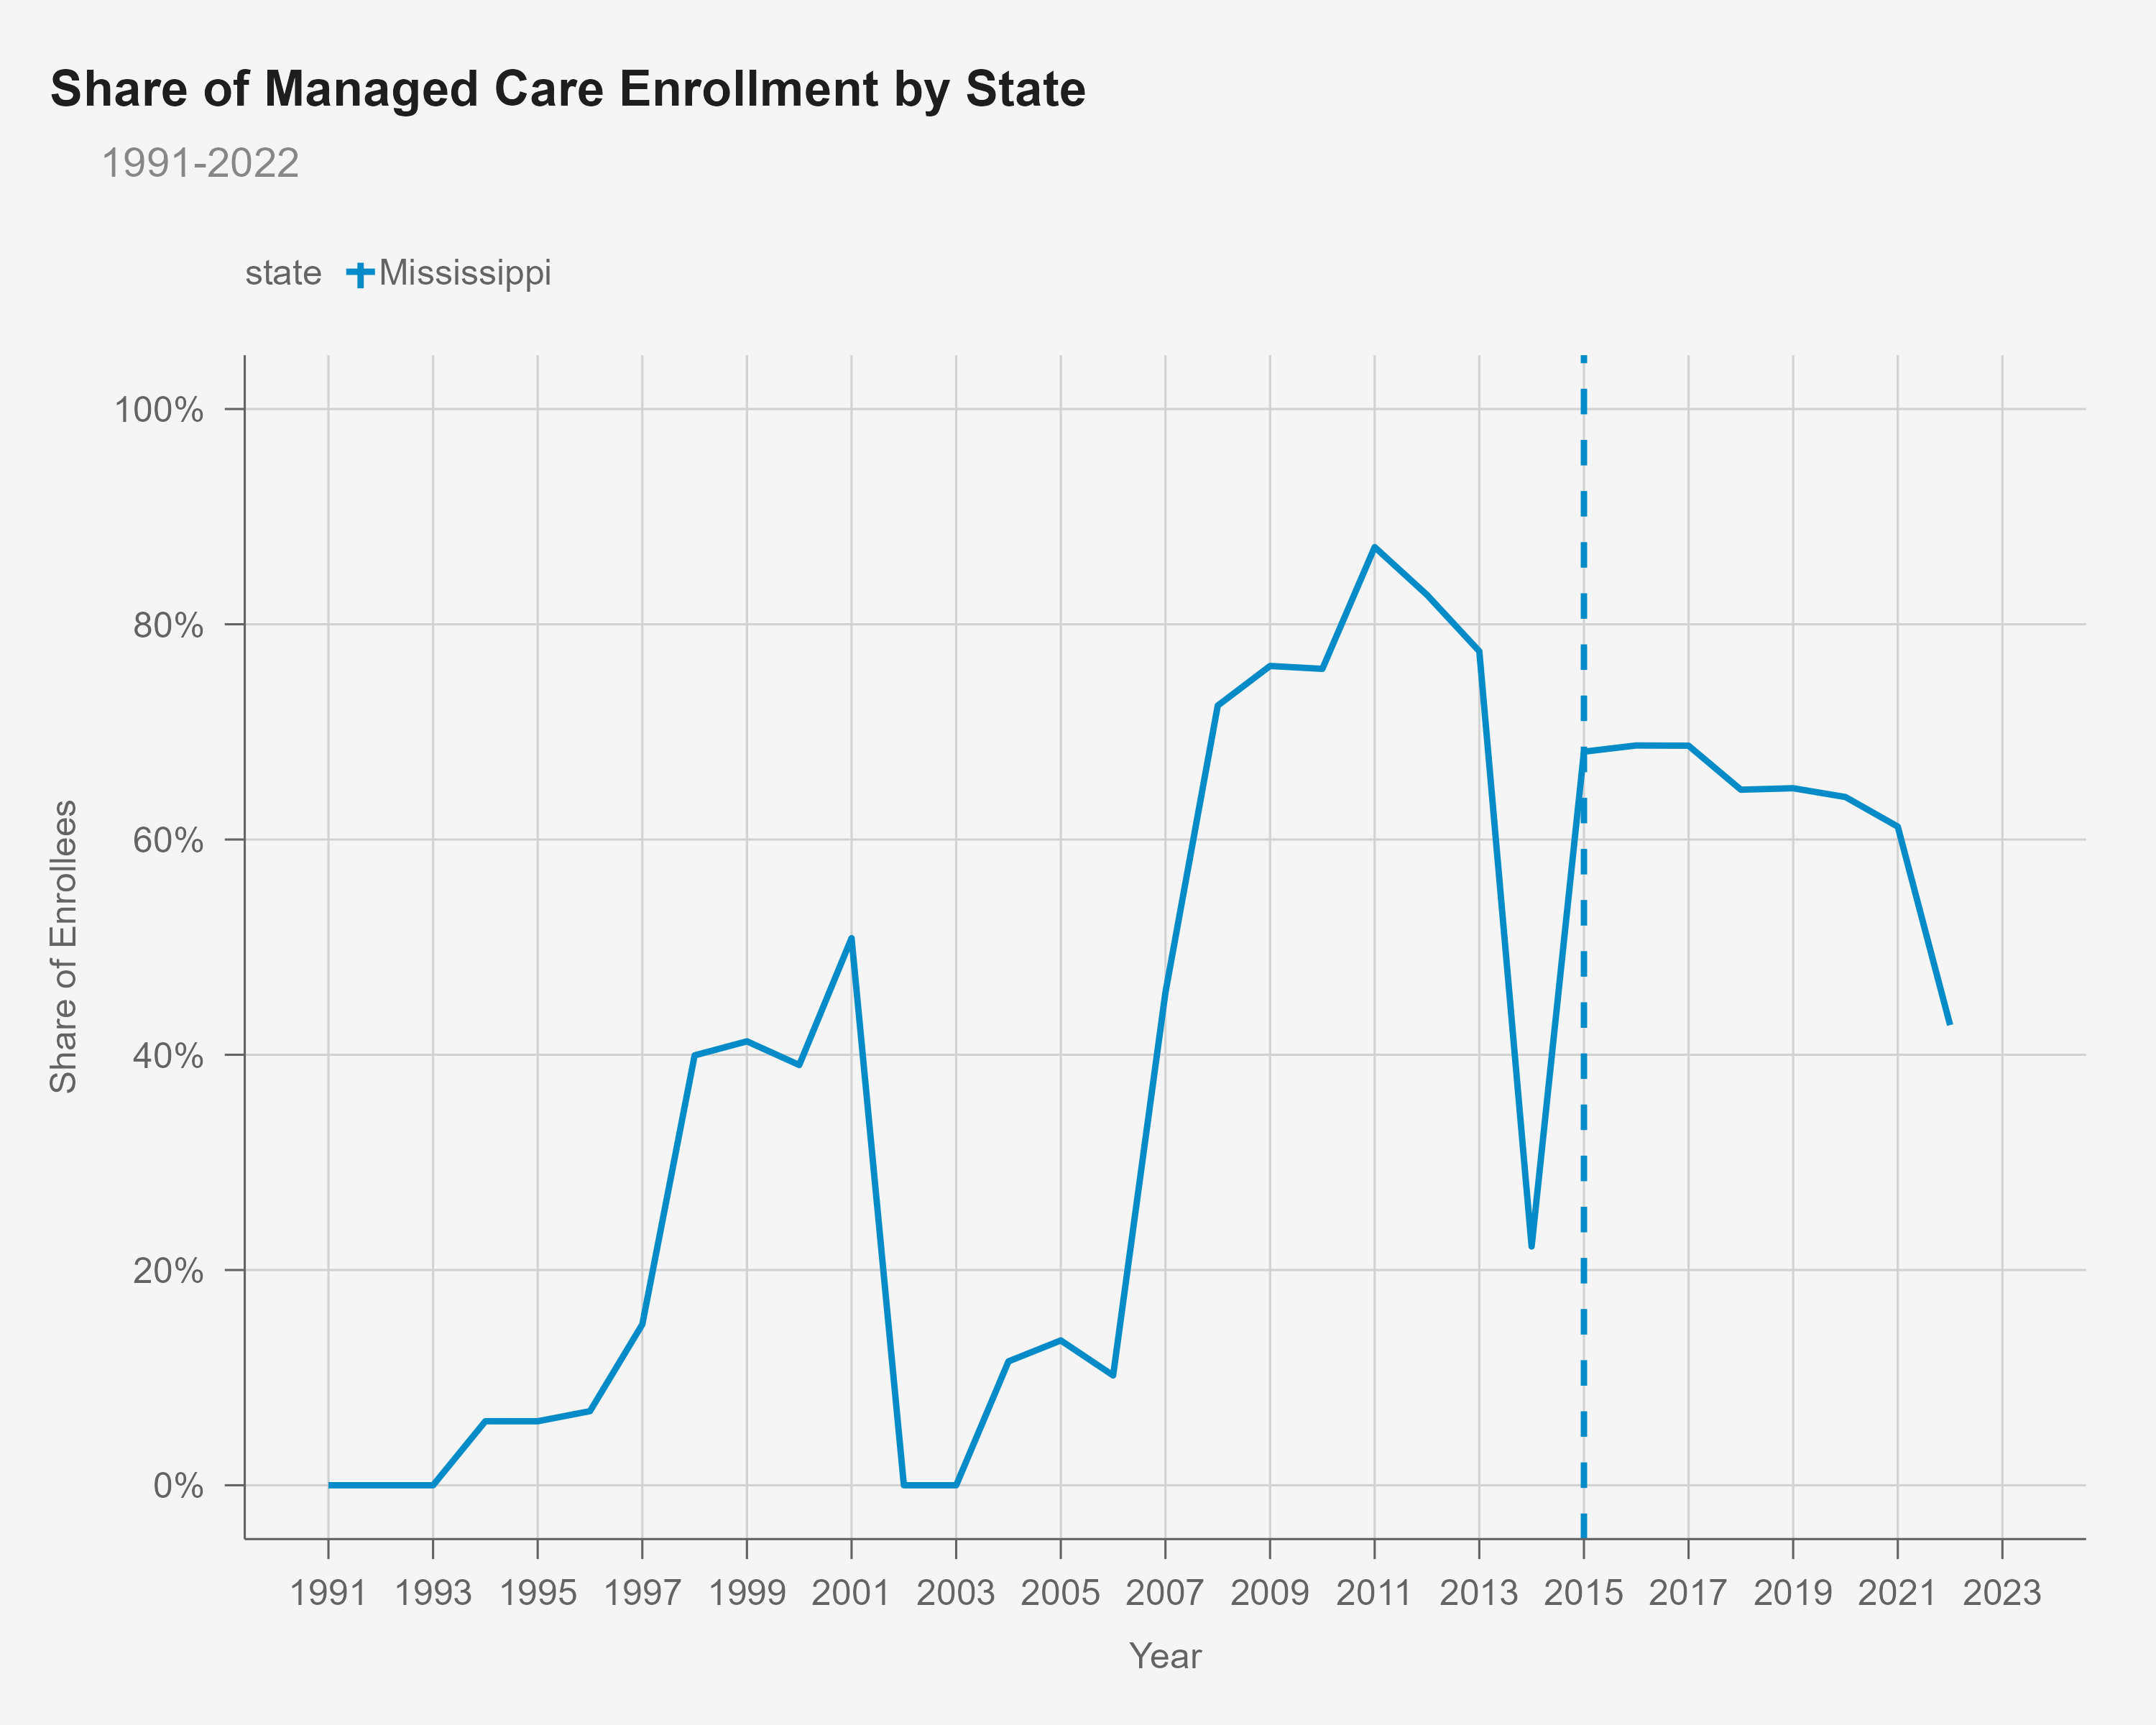 Share of Managed Care Enrollment by State
1991-2022
state Mississippi
100%
80%
60%
40%
20%
0%
Share of Enrollees
1991 1993 1995 1997 1999 2001 2003 2005 2007 2009 2011 2013 2015 2017 2019 2021 2023
Year